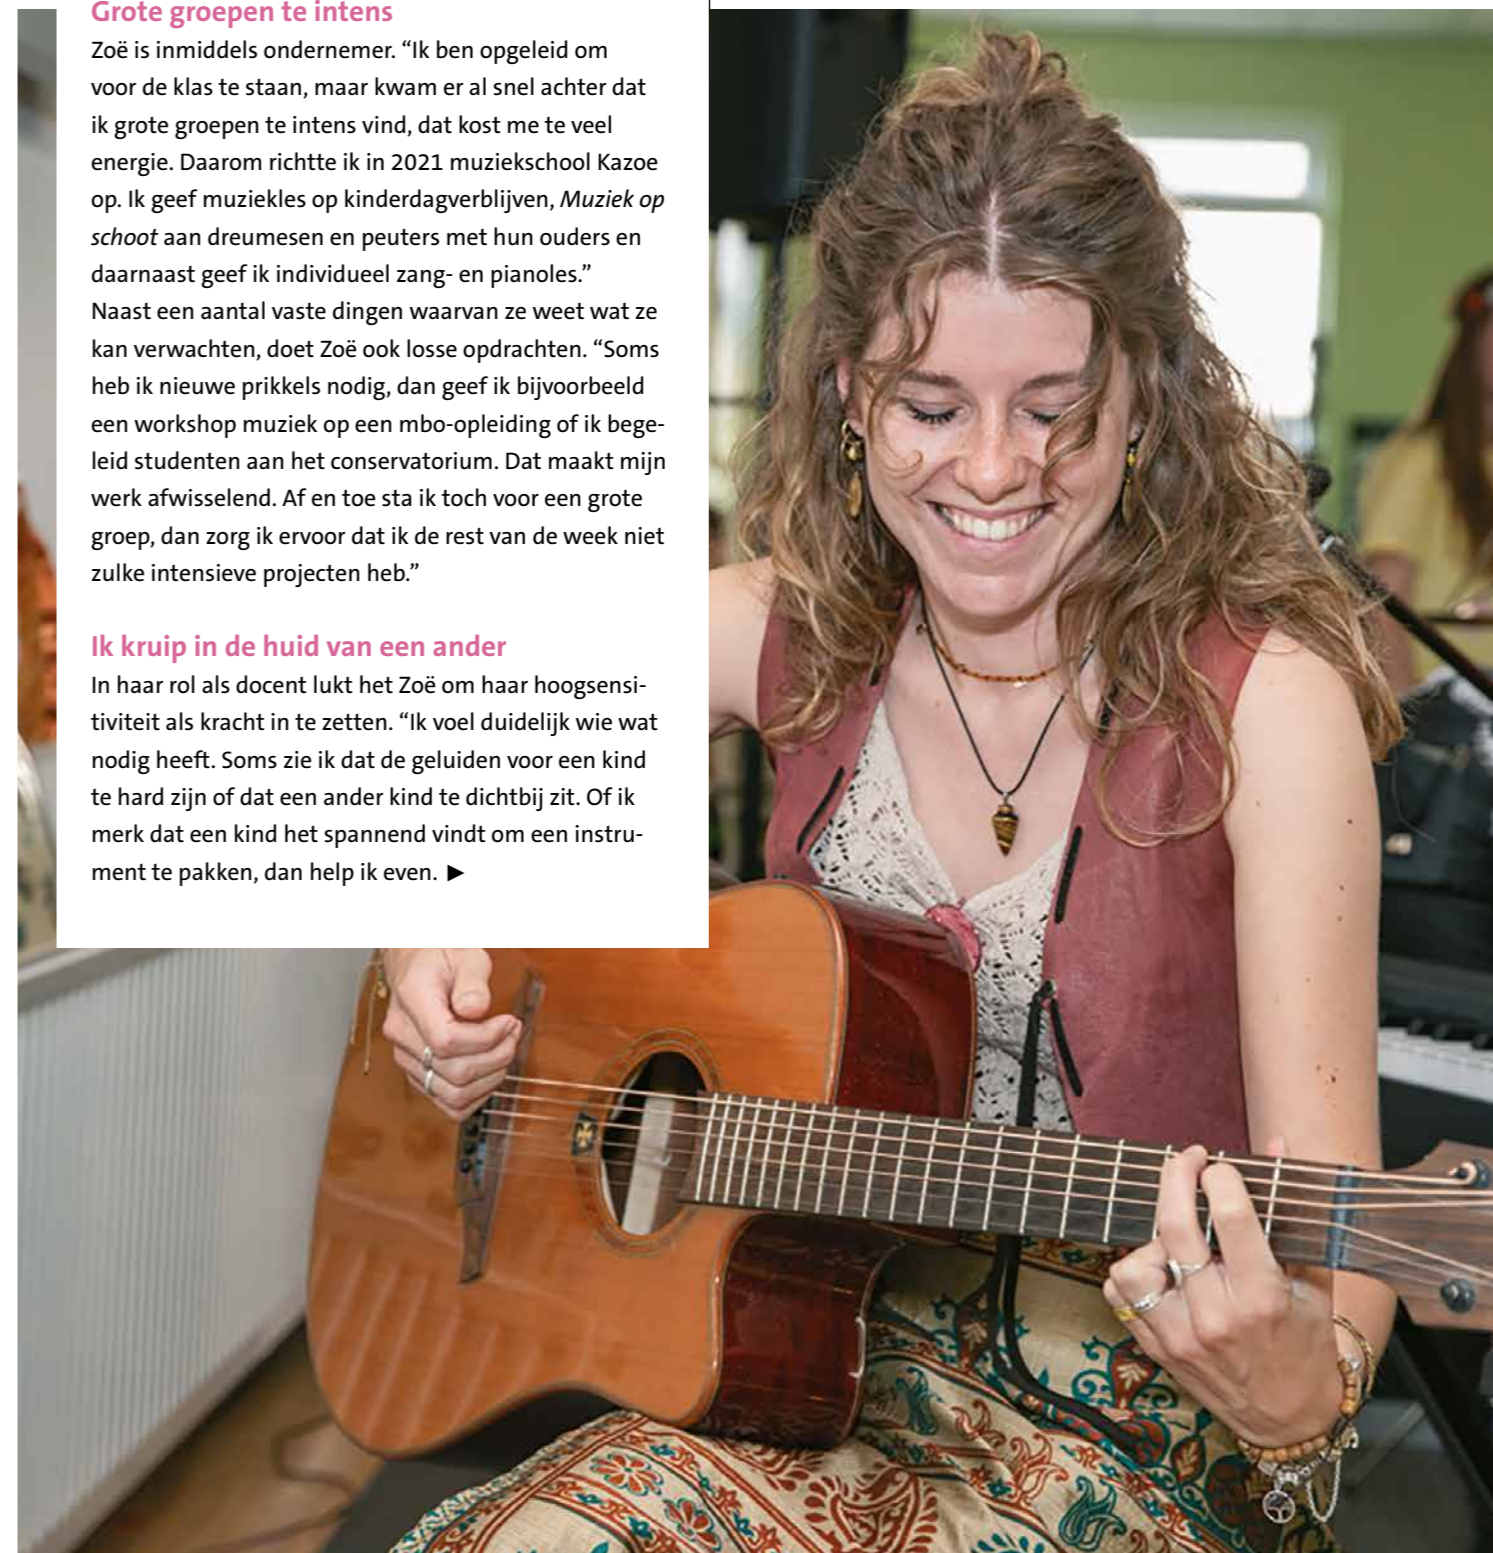 Grote groepen te intens
Zoë is inmiddels ondernemer. “Ik ben opgeleid om
voor de klas te staan, maar kwam er al snel achter dat
ik grote groepen te intens vind, dat kost me te veel
energie. Daarom richtte ik in 2021 muziekschool Kazoe
op. Ik geef muziekles op kinderdagverblijven, Muziek op
schoot aan dreumesen en peuters met hun ouders en
daarnaast geef ik individueel zang- en pianoles.”
Naast een aantal vaste dingen waarvan ze weet wat ze
kan verwachten, doet Zoë ook losse opdrachten. “Soms
heb ik nieuwe prikkels nodig, dan geef ik bijvoorbeeld
een workshop muziek op een mbo-opleiding of ik bege-
leid studenten aan het conservatorium. Dat maakt mijn
werk afwisselend. Af en toe sta ik toch voor een grote
groep, dan zorg ik ervoor dat ik de rest van de week niet
zulke intensieve projecten heb.”
Ik kruip in de huid van een ander
In haar rol als docent lukt het Zoë om haar hoogsensi-
tiviteit als kracht in te zetten. “Ik voel duidelijk wie wat
nodig heeft. Soms zie ik dat de geluiden voor een kind
te hard zijn of dat een ander kind te dichtbij zit. Of ik
merk dat een kind het spannend vindt om een instru-
ment te pakken, dan help ik even. ►